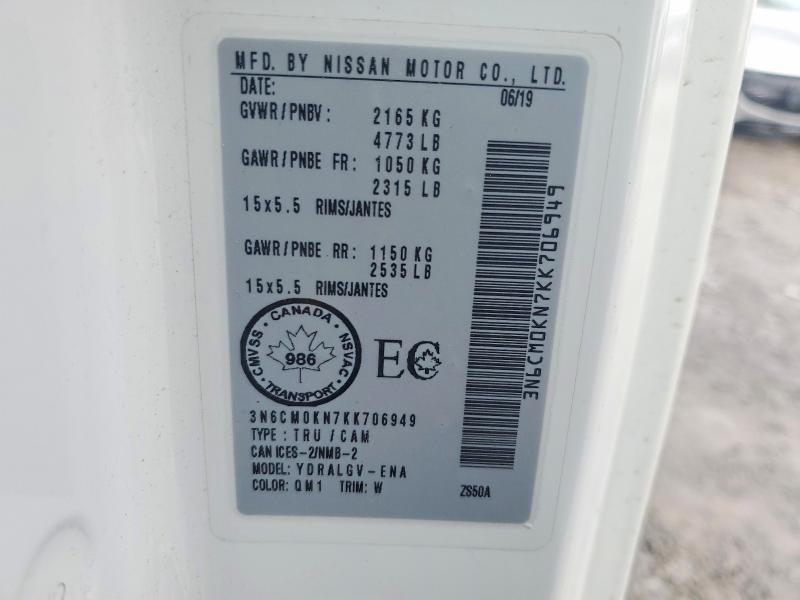 MFD. BY NISSAN MOTOR CO., LTD.
DATE: 06/19
GVWR/PNBV: 2165 KG
4773 LB
GAWR/PNBE FR: 1050 KG
2315 LB
15x5.5 RIMS/JANTES
GAWR/PNBE RR: 1150 KG
2535 LB
15x5.5 RIMS/JANTES
CANADA
CMVSS 986 NSVAC
TRANSPORT
EC
3N6CM0KN7KK706949
TYPE: TRU/CAM
CAN ICES-2/NMB-2
MODEL: YDRALGV-ENA
COLOR: QM1 TRIM: W ZS50A
3N6CM0KN7KK706949